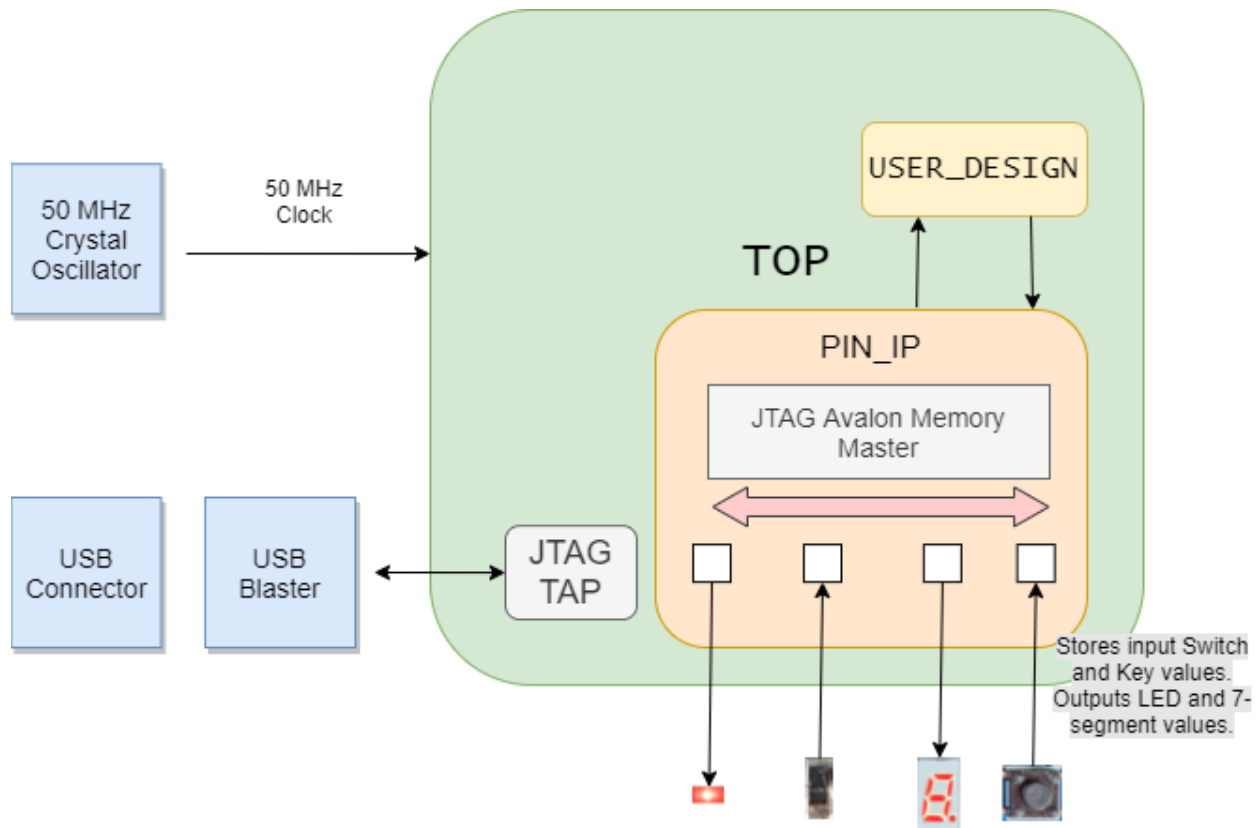 50 MHz
Crystal
Oscillator
50 MHz
Clock
USER_DESIGN
TOP
PIN_IP
JTAG Avalon Memory
Master
USB
Connector
USB
Blaster
JTAG
TAP
Stores input Switch
and Key values.
Outputs LED and 7-
segment values.